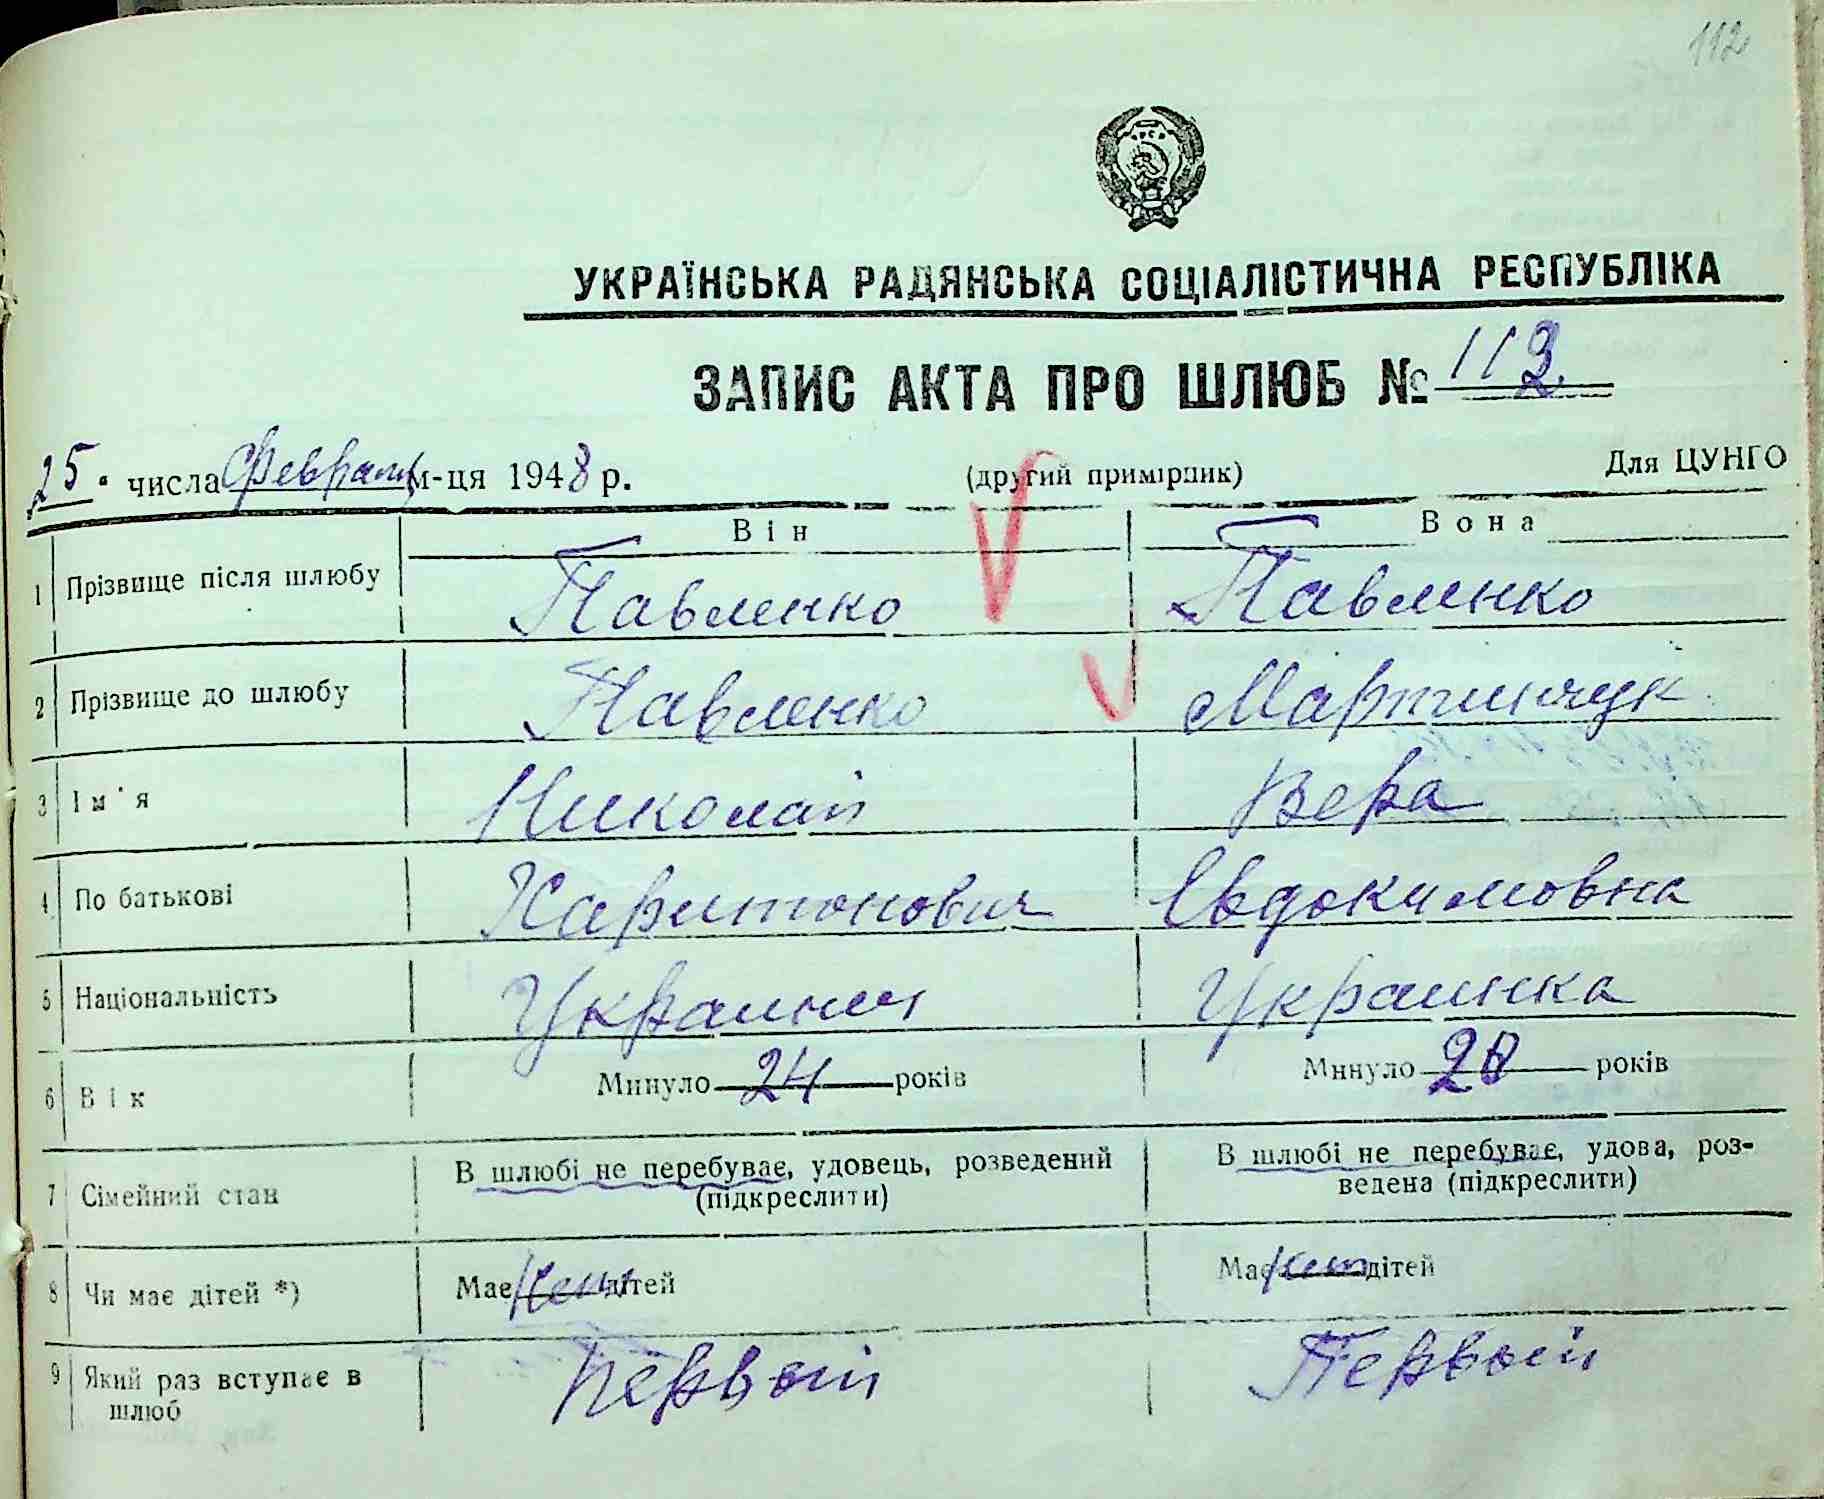 112
УКРАЇНСЬКА РАДЯНСЬКА СОЦІАЛІСТИЧНА РЕСПУБЛІКА
ЗАПИС АКТА ПРО ШЛЮБ № 112
25 числа Февраля м-ця 1948 р. (другий примірник) Для ЦУНГО
Він Вона
1 Прізвище після шлюбу Павленко Павленко
2 Прізвище до шлюбу Павленко Мартинчук
3 Ім'я Николай Вера
4 По батькові Харитонович Евдокимовна
5 Національність Украинец Украинка
6 Вік Минуло 24 років Минуло 20 років
7 Сімейний стан В шлюбі не перебуває, удовець, розведений (підкреслити) В шлюбі не перебуває, удова, роз-
ведена (підкреслити)
8 Чи має дітей *) Має Нет дітей Має Нет дітей
9 Який раз вступає в шлюб Первый Первый